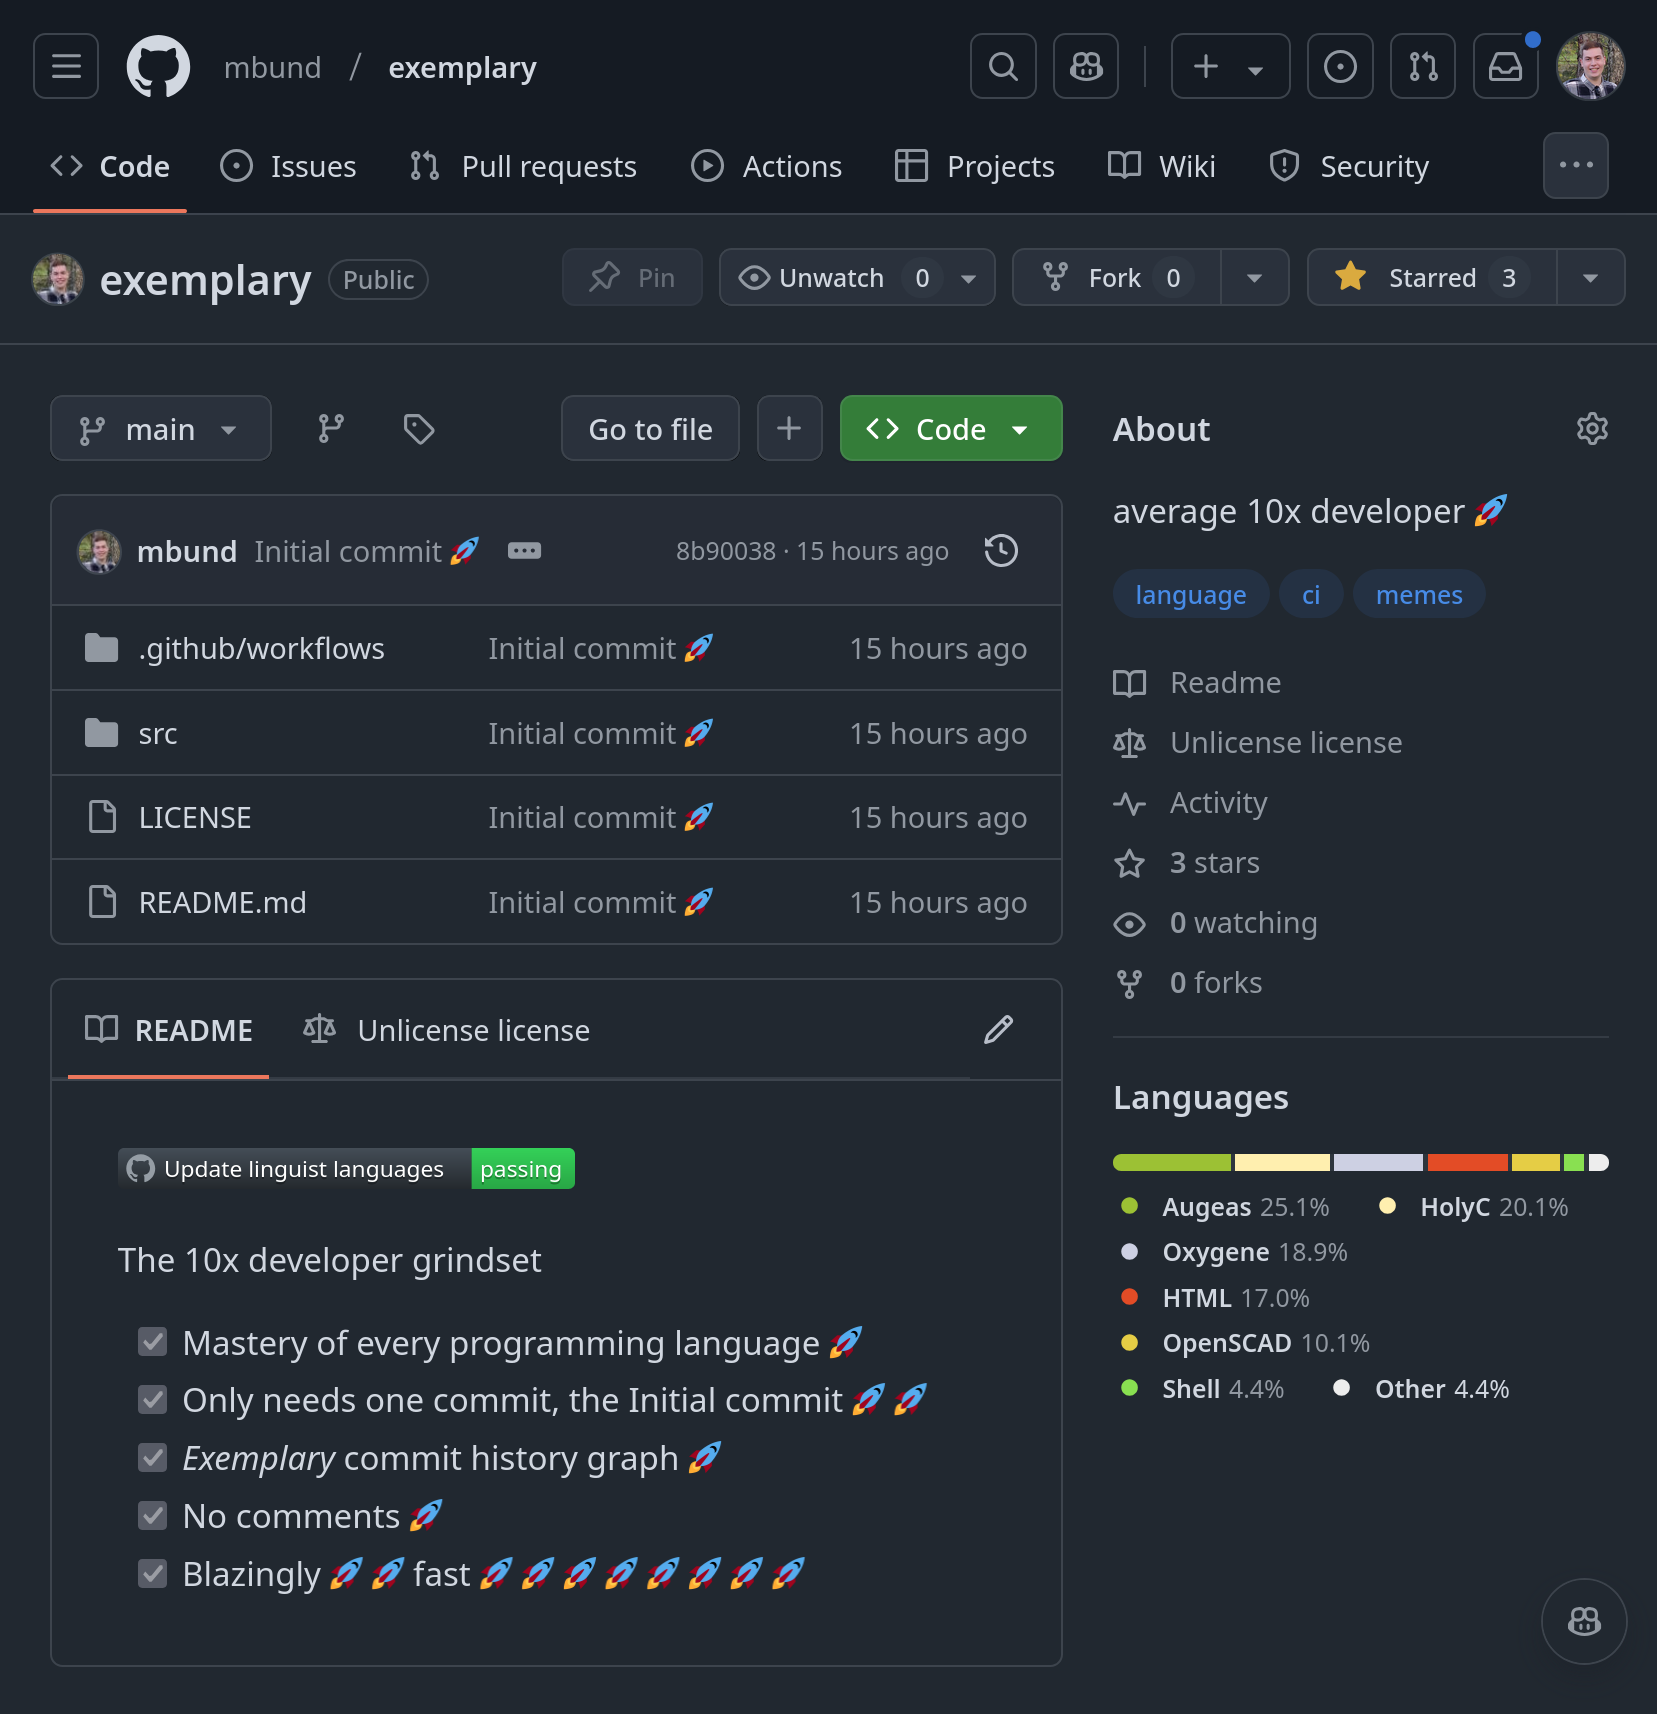 mbund / exemplary
Code Issues Pull requests Actions Projects Wiki Security
exemplary Public Pin Unwatch 0 Fork 0 Starred 3
main Go to file Code
mbund Initial commit 🚀 8b90038 · 15 hours ago
.github/workflows Initial commit 🚀 15 hours ago
src Initial commit 🚀 15 hours ago
LICENSE Initial commit 🚀 15 hours ago
README.md Initial commit 🚀 15 hours ago
README Unlicense license
Update linguist languages passing
The 10x developer grindset
Mastery of every programming language 🚀
Only needs one commit, the Initial commit 🚀 🚀
Exemplary commit history graph 🚀
No comments 🚀
Blazingly 🚀 🚀 fast 🚀 🚀 🚀 🚀 🚀 🚀 🚀 🚀
About
average 10x developer 🚀
language ci memes
Readme
Unlicense license
Activity
3 stars
0 watching
0 forks
Languages
Augeas 25.1% HolyC 20.1%
Oxygene 18.9%
HTML 17.0%
OpenSCAD 10.1%
Shell 4.4% Other 4.4%